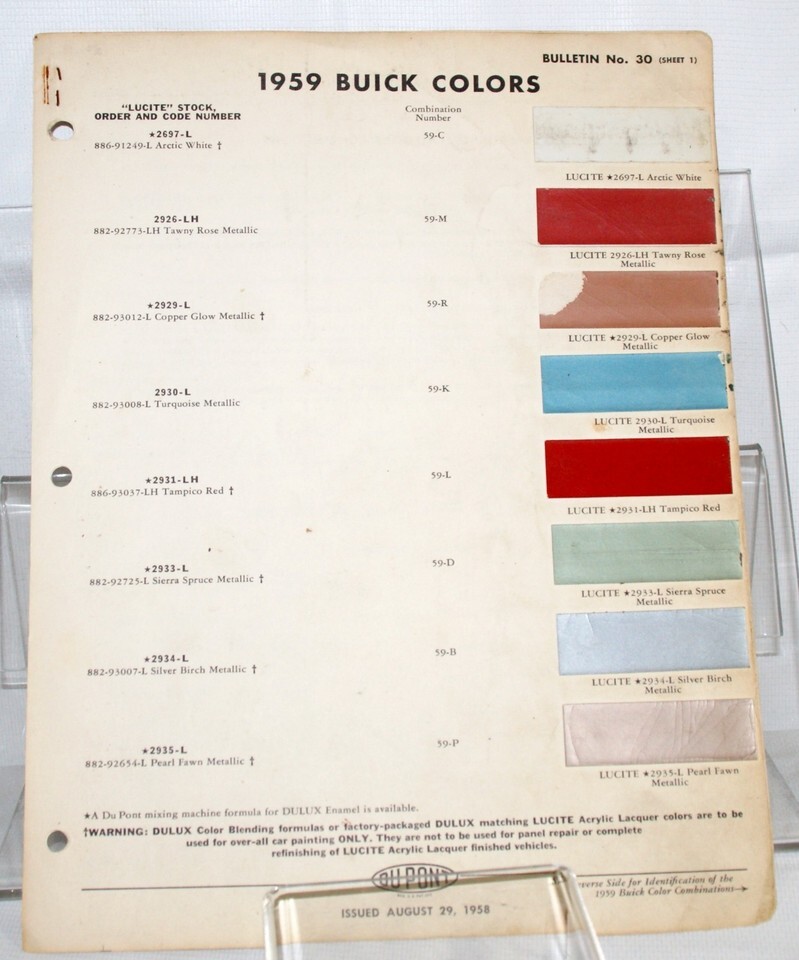 BULLETIN No. 30 (SHEET 1)
1959 BUICK COLORS
"LUCITE" STOCK,
ORDER AND CODE NUMBER
Combination
Number
★2697-L
886-91249-L Arctic White †
59-C
LUCITE ★2697-L Arctic White
2926-LH
882-92773-LH Tawny Rose Metallic
59-M
LUCITE 2926-LH Tawny Rose
Metallic
★2929-L
882-93012-L Copper Glow Metallic †
59-R
LUCITE ★2929-L Copper Glow
Metallic
2930-L
882-93008-L Turquoise Metallic
59-K
LUCITE 2930-L Turquoise
Metallic
★2931-LH
886-93037-LH Tampico Red †
59-L
LUCITE ★2931-LH Tampico Red
★2933-L
882-92725-L Sierra Spruce Metallic †
59-D
LUCITE ★2933-L Sierra Spruce
Metallic
★2934-L
882-93007-L Silver Birch Metallic †
59-B
LUCITE ★2934-L Silver Birch
Metallic
★2935-L
882-92654-L Pearl Fawn Metallic †
59-P
LUCITE ★2935-L Pearl Fawn
Metallic
★A Du Pont mixing machine formula for DULUX Enamel is available.
†WARNING: DULUX Color Blending formulas or factory-packaged DULUX matching LUCITE Acrylic Lacquer colors are to be
used for over-all car painting ONLY. They are not to be used for panel repair or complete
refinishing of LUCITE Acrylic Lacquer finished vehicles.
DU PONT
Side for Identification of the
1959 Buick Color Combinations→
ISSUED AUGUST 29, 1958